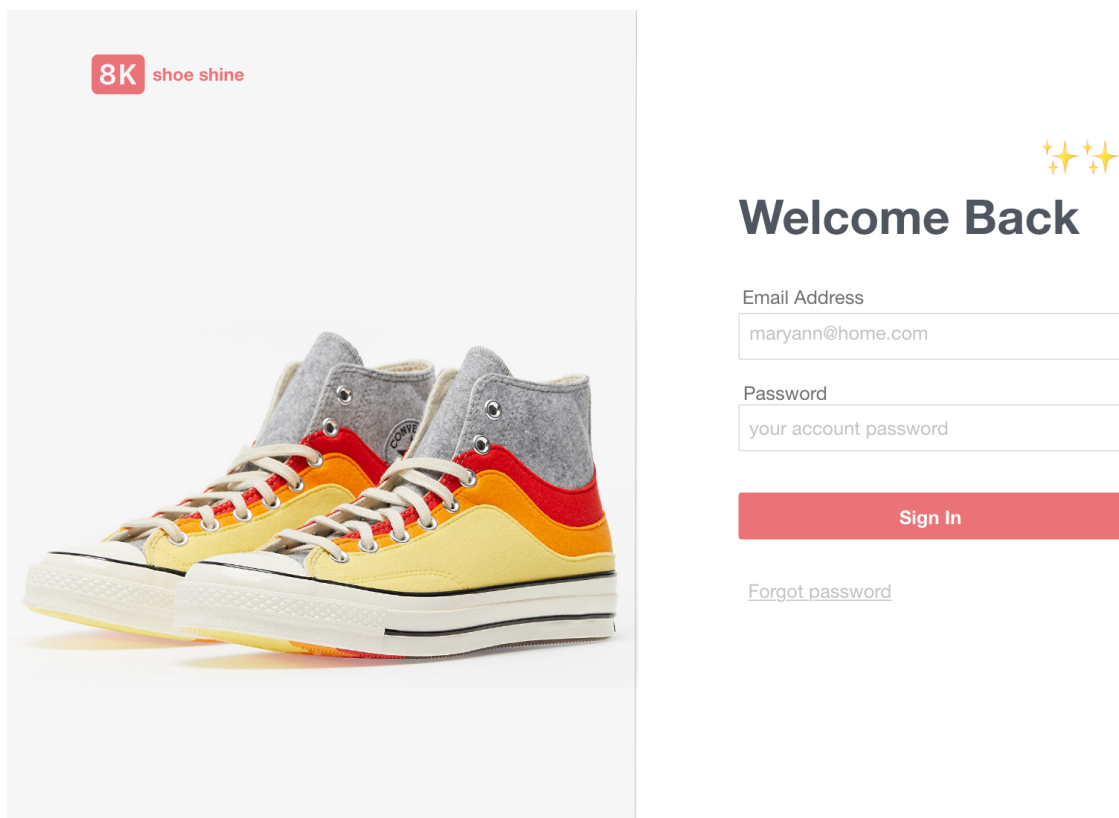 8K shoe shine
Welcome Back
Email Address
maryann@home.com
Password
your account password
Sign In
Forgot password